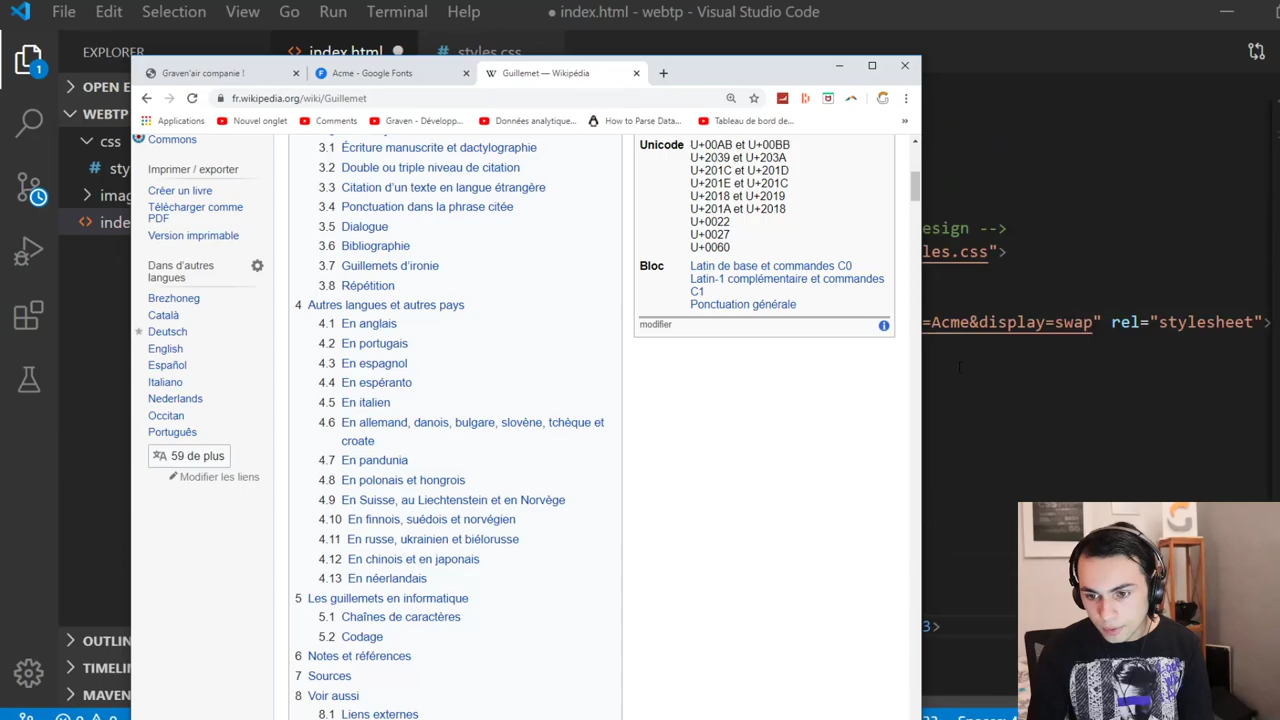 File Edit Selection View Go Run Terminal Help
● index.html - webtp - Visual Studio Code
EXPLORER
index.html
styles.css
1
OPEN E
WEBTP
css
sty
imag
inde
OUTLIN
TIMELIN
MAVEN
Graven'air companie !
Acme - Google Fonts
Guillemet — Wikipédia
fr.wikipedia.org/wiki/Guillemet
Applications
Nouvel onglet
Comments
Graven - Développ...
Données analytique...
How to Parse Data...
Tableau de bord de...
»
Commons
Imprimer / exporter
Créer un livre
Télécharger comme
PDF
Version imprimable
Dans d'autres
langues
Brezhoneg
Català
Deutsch
English
Español
Italiano
Nederlands
Occitan
Português
59 de plus
Modifier les liens
3.1 Écriture manuscrite et dactylographie
3.2 Double ou triple niveau de citation
3.3 Citation d'un texte en langue étrangère
3.4 Ponctuation dans la phrase citée
3.5 Dialogue
3.6 Bibliographie
3.7 Guillemets d'ironie
3.8 Répétition
4 Autres langues et autres pays
4.1 En anglais
4.2 En portugais
4.3 En espagnol
4.4 En espéranto
4.5 En italien
4.6 En allemand, danois, bulgare, slovène, tchèque et
croate
4.7 En pandunia
4.8 En polonais et hongrois
4.9 En Suisse, au Liechtenstein et en Norvège
4.10 En finnois, suédois et norvégien
4.11 En russe, ukrainien et biélorusse
4.12 En chinois et en japonais
4.13 En néerlandais
5 Les guillemets en informatique
5.1 Chaînes de caractères
5.2 Codage
6 Notes et références
7 Sources
8 Voir aussi
8.1 Liens externes
Unicode U+00AB et U+00BB
U+2039 et U+203A
U+201C et U+201D
U+201E et U+201C
U+2018 et U+2019
U+201A et U+2018
U+0022
U+0027
U+0060
Bloc Latin de base et commandes C0
Latin-1 complémentaire et commandes
C1
Ponctuation générale
modifier
esign -->
les.css">
=Acme&display=swap" rel="stylesheet">
3>